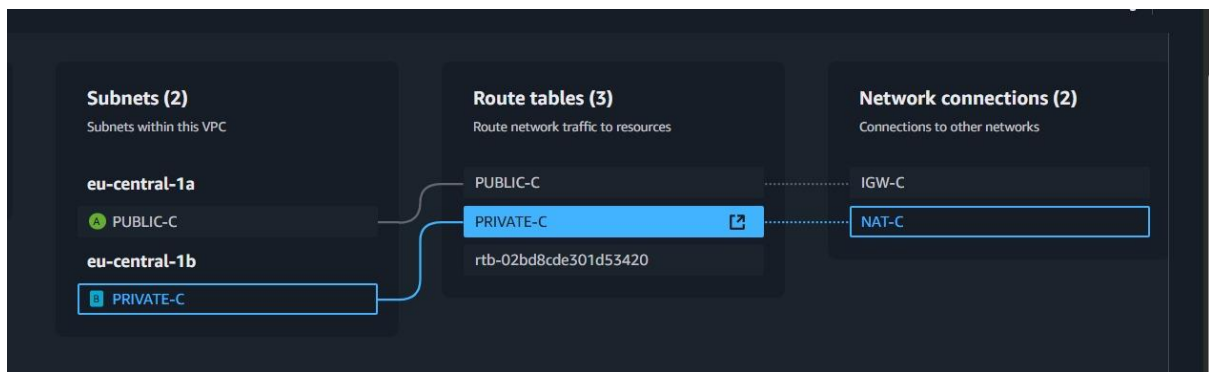 Subnets (2)
Subnets within this VPC
eu-central-1a
A PUBLIC-C
eu-central-1b
B PRIVATE-C
Route tables (3)
Route network traffic to resources
PUBLIC-C
PRIVATE-C
rtb-02bd8cde301d53420
Network connections (2)
Connections to other networks
IGW-C
NAT-C